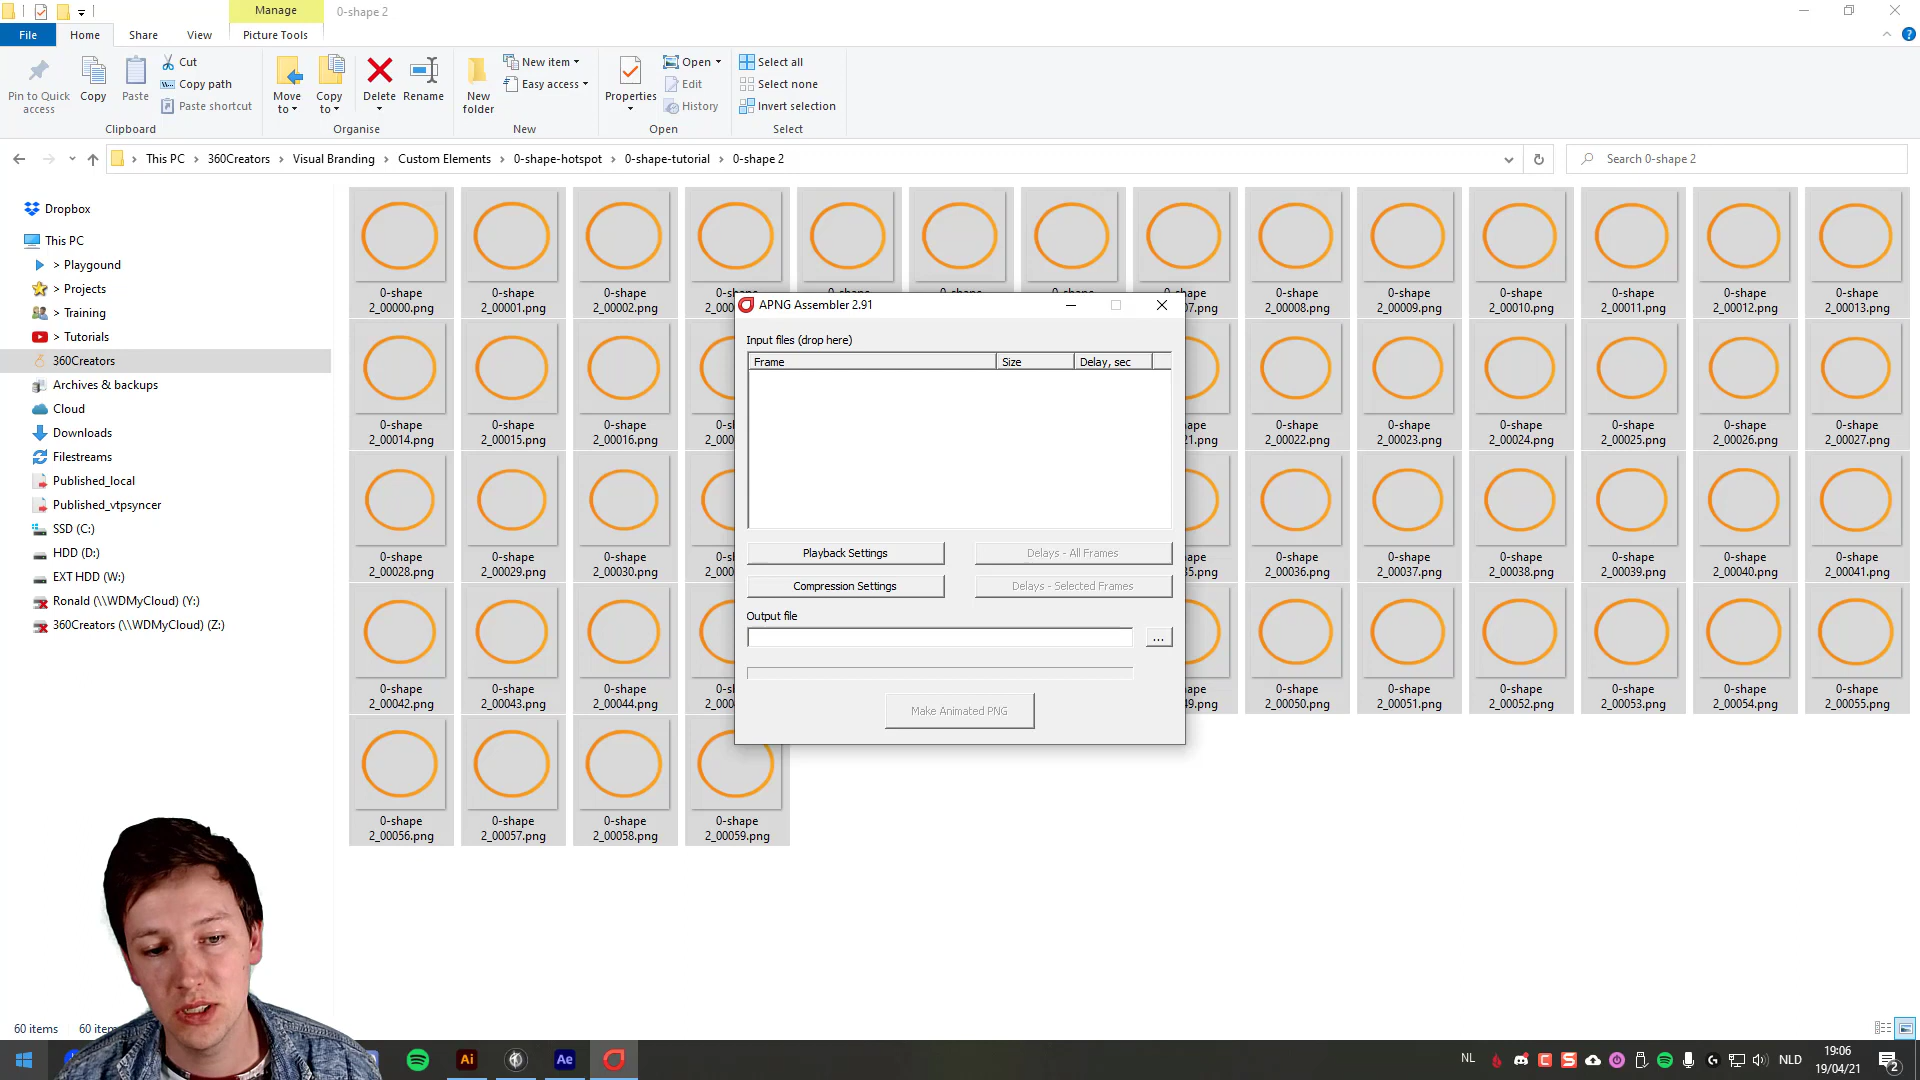 Manage
0-shape 2
File
Home
Share
View
Picture Tools
Pin to Quick access
Copy
Paste
Cut
Copy path
Paste shortcut
Clipboard
Move to
Copy to
Delete
Rename
Organise
New folder
New item
Easy access
New
Properties
Open
Edit
History
Open
Select all
Select none
Invert selection
Select
This PC > 360Creators > Visual Branding > Custom Elements > 0-shape-hotspot > 0-shape-tutorial > 0-shape 2
Search 0-shape 2
Dropbox
This PC
> Playgound
> Projects
> Training
> Tutorials
360Creators
Archives & backups
Cloud
Downloads
Filestreams
Published_local
Published_vtpsyncer
SSD (C:)
HDD (D:)
EXT HDD (W:)
Ronald (\\WDMyCloud) (Y:)
360Creators (\\WDMyCloud) (Z:)
0-shape 2_00000.png
0-shape 2_00001.png
0-shape 2_00002.png
0-shape 2_00008.png
0-shape 2_00009.png
0-shape 2_00010.png
0-shape 2_00011.png
0-shape 2_00012.png
0-shape 2_00013.png
0-shape 2_00014.png
0-shape 2_00015.png
0-shape 2_00016.png
0-shape 2_00022.png
0-shape 2_00023.png
0-shape 2_00024.png
0-shape 2_00025.png
0-shape 2_00026.png
0-shape 2_00027.png
0-shape 2_00028.png
0-shape 2_00029.png
0-shape 2_00030.png
0-shape 2_00036.png
0-shape 2_00037.png
0-shape 2_00038.png
0-shape 2_00039.png
0-shape 2_00040.png
0-shape 2_00041.png
0-shape 2_00042.png
0-shape 2_00043.png
0-shape 2_00044.png
0-shape 2_00050.png
0-shape 2_00051.png
0-shape 2_00052.png
0-shape 2_00053.png
0-shape 2_00054.png
0-shape 2_00055.png
0-shape 2_00056.png
0-shape 2_00057.png
0-shape 2_00058.png
0-shape 2_00059.png
APNG Assembler 2.91
Input files (drop here)
Frame
Size
Delay, sec
Playback Settings
Delays - All Frames
Compression Settings
Delays - Selected Frames
Output file
...
Make Animated PNG
60 items
Ai
Ae
NL
NLD
19:06
19/04/21
2